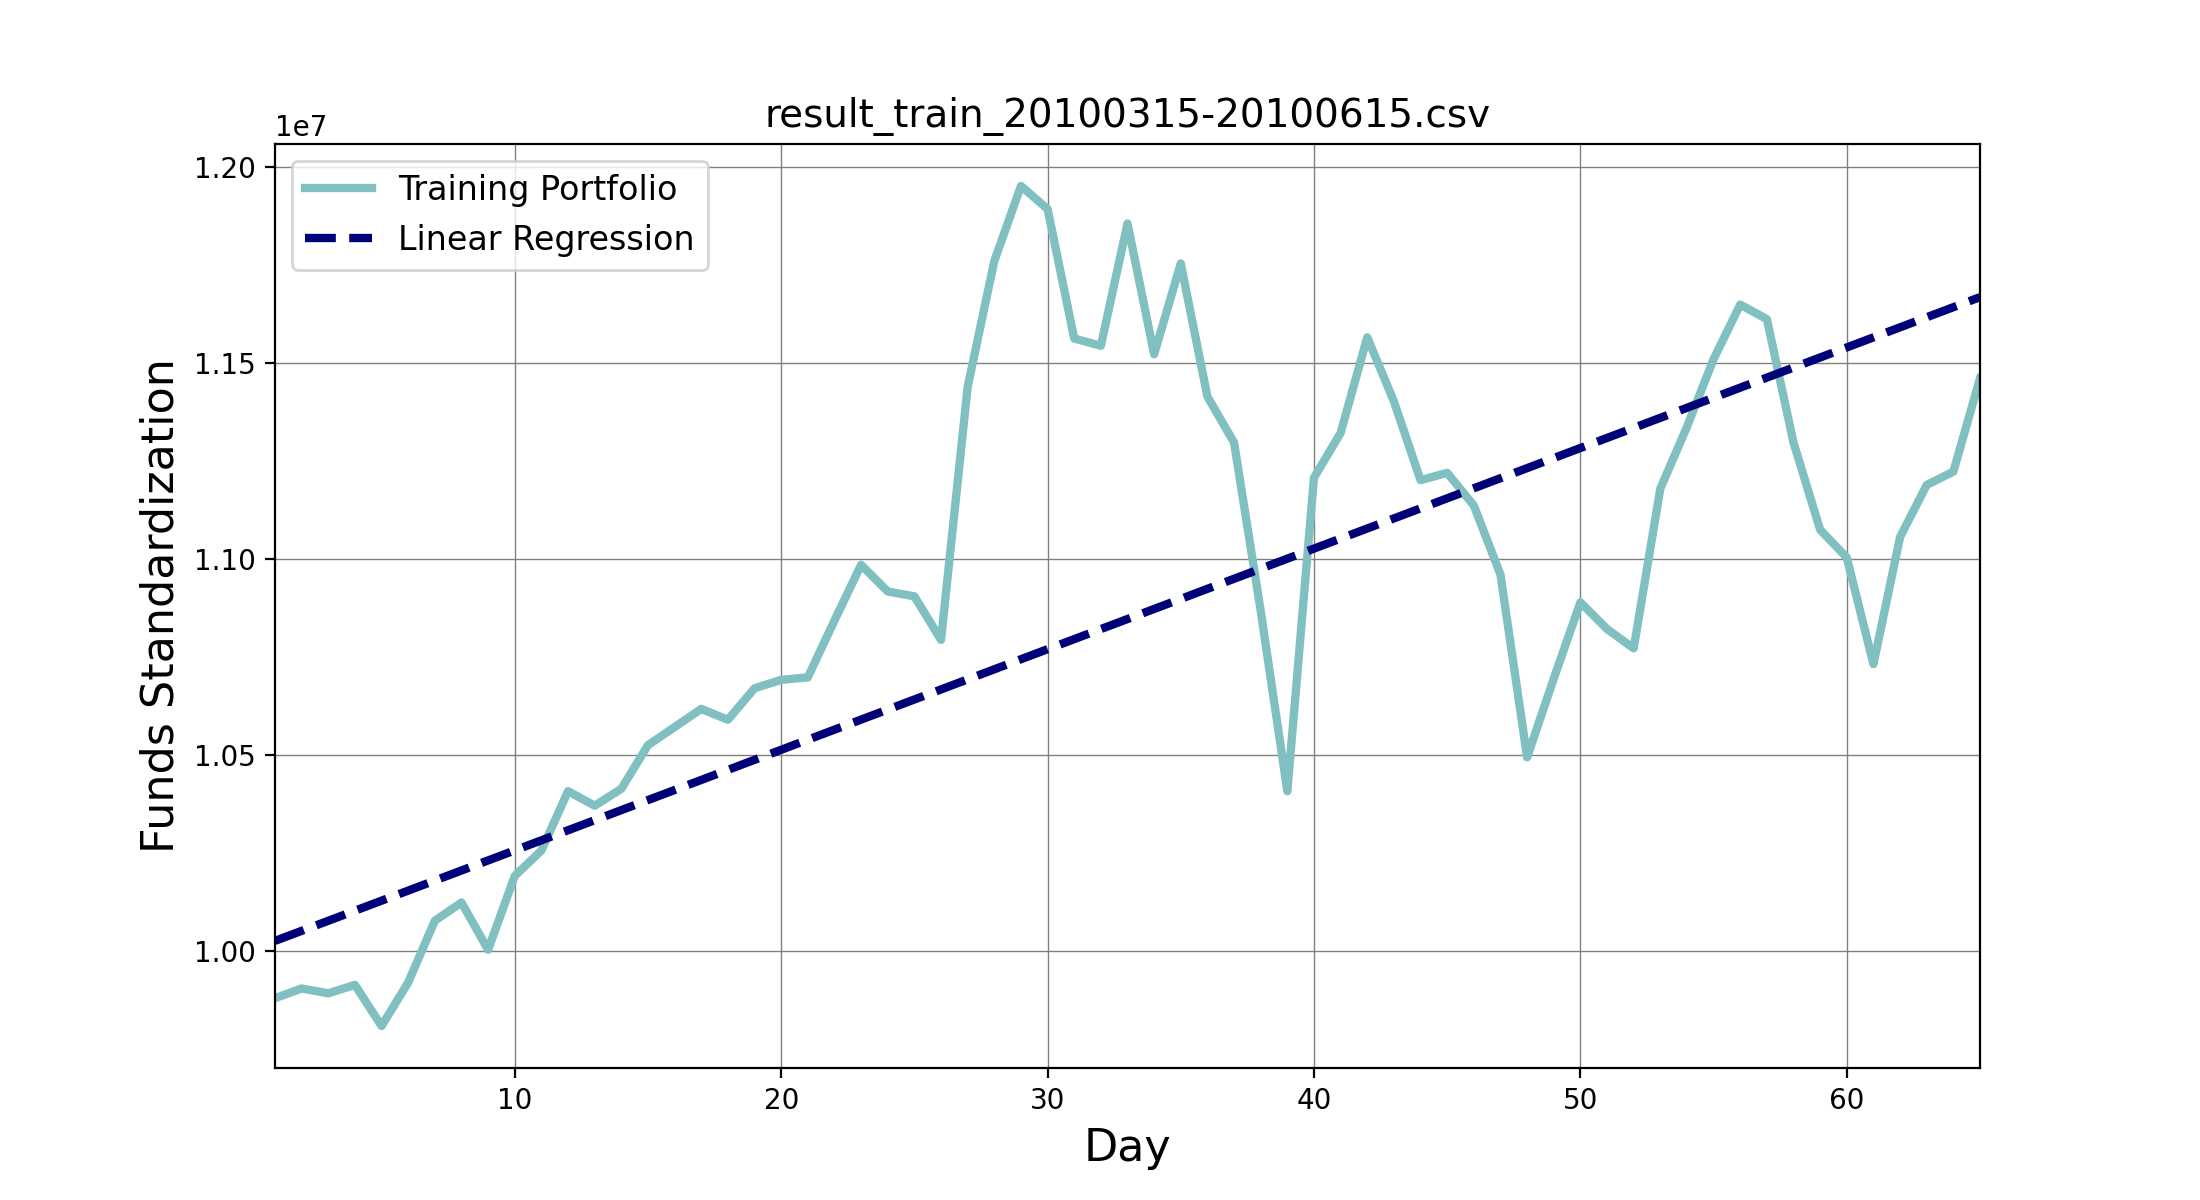 result_train_20100315-20100615.csv
1e7
Training Portfolio
Linear Regression
1.20
1.15
1.10
1.05
1.00
Funds Standardization
10 20 30 40 50 60
Day